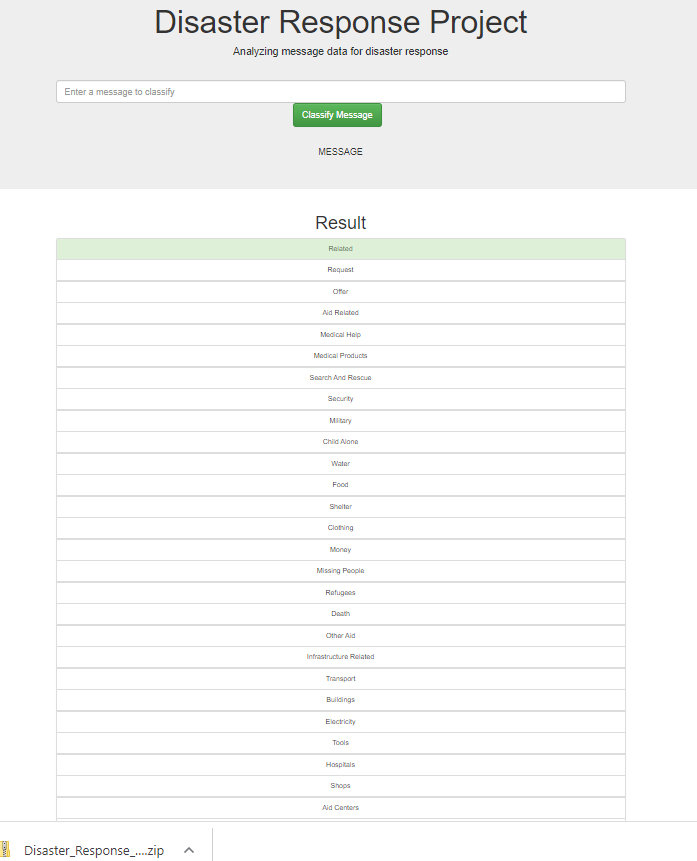 Disaster Response Project
Analyzing message data for disaster response
Enter a message to classify
Classify Message
MESSAGE
Result
Related
Request
Offer
Aid Related
Medical Help
Medical Products
Search And Rescue
Security
Military
Child Alone
Water
Food
Shelter
Clothing
Money
Missing People
Refugees
Death
Other Aid
Infrastructure Related
Transport
Buildings
Electricity
Tools
Hospitals
Shops
Aid Centers
Disaster_Response_....zip